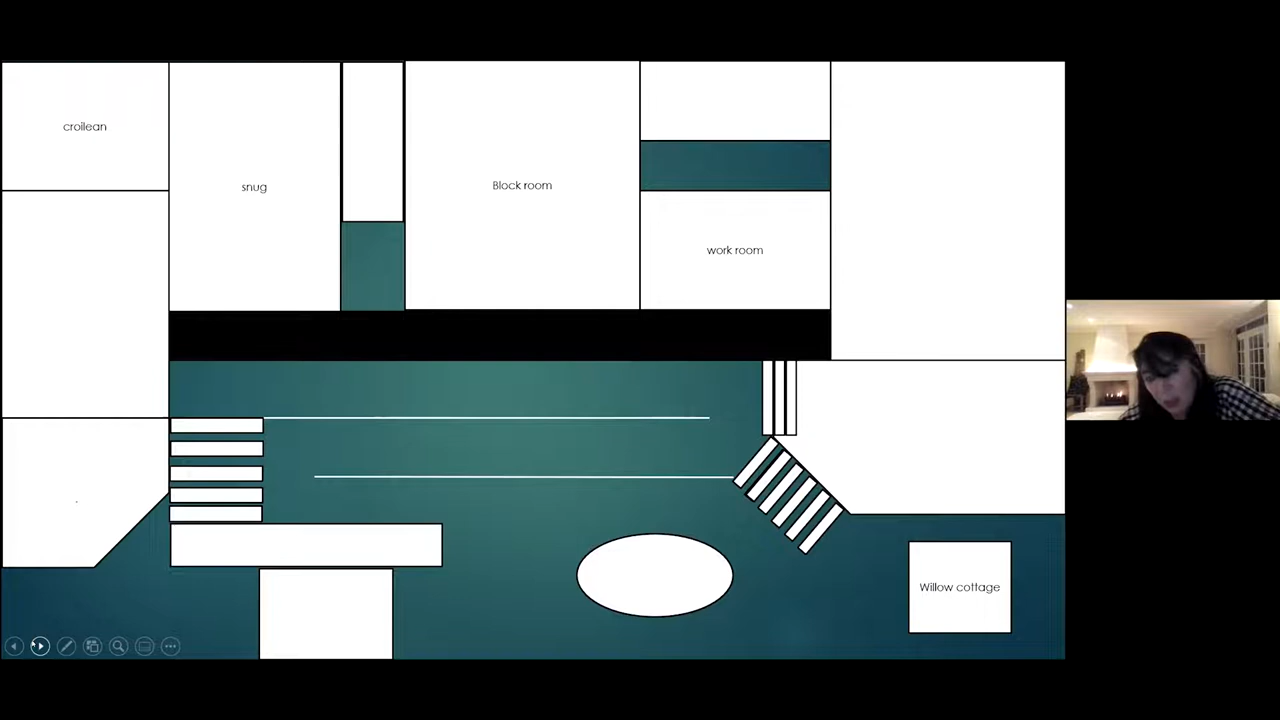 croilean
snug
Block room
work room
Willow cottage